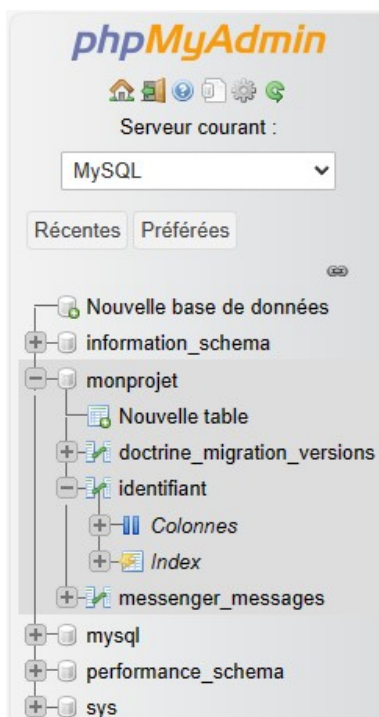 phpMyAdmin
Serveur courant :
MySQL
Récentes Préférées
Nouvelle base de données
information_schema
monprojet
Nouvelle table
doctrine_migration_versions
identifiant
Colonnes
Index
messenger_messages
mysql
performance_schema
sys